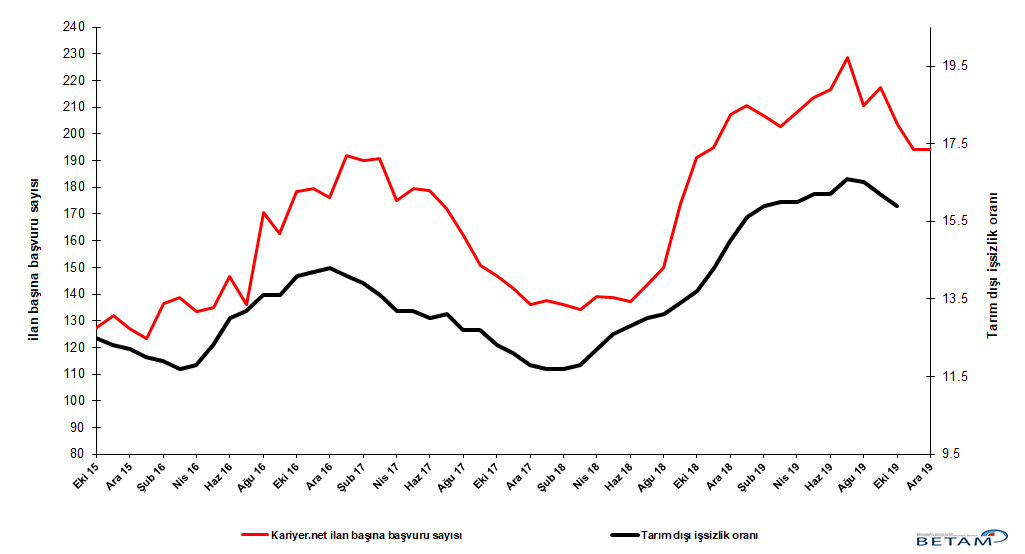 240
230
220
210
200
190
180
170
160
150
140
130
120
110
100
90
80
ilan başına başvuru sayısı
19.5
17.5
15.5
13.5
11.5
9.5
Tarım dışı işsizlik oranı
Eki 15
Ara 15
Şub 16
Nis 16
Haz 16
Ağu 16
Eki 16
Ara 16
Şub 17
Nis 17
Haz 17
Ağu 17
Eki 17
Ara 17
Şub 18
Nis 18
Haz 18
Ağu 18
Eki 18
Ara 18
Şub 19
Nis 19
Haz 19
Ağu 19
Eki 19
Ara 19
Kariyer.net ilan başına başvuru sayısı
Tarım dışı işsizlik oranı
BETAM